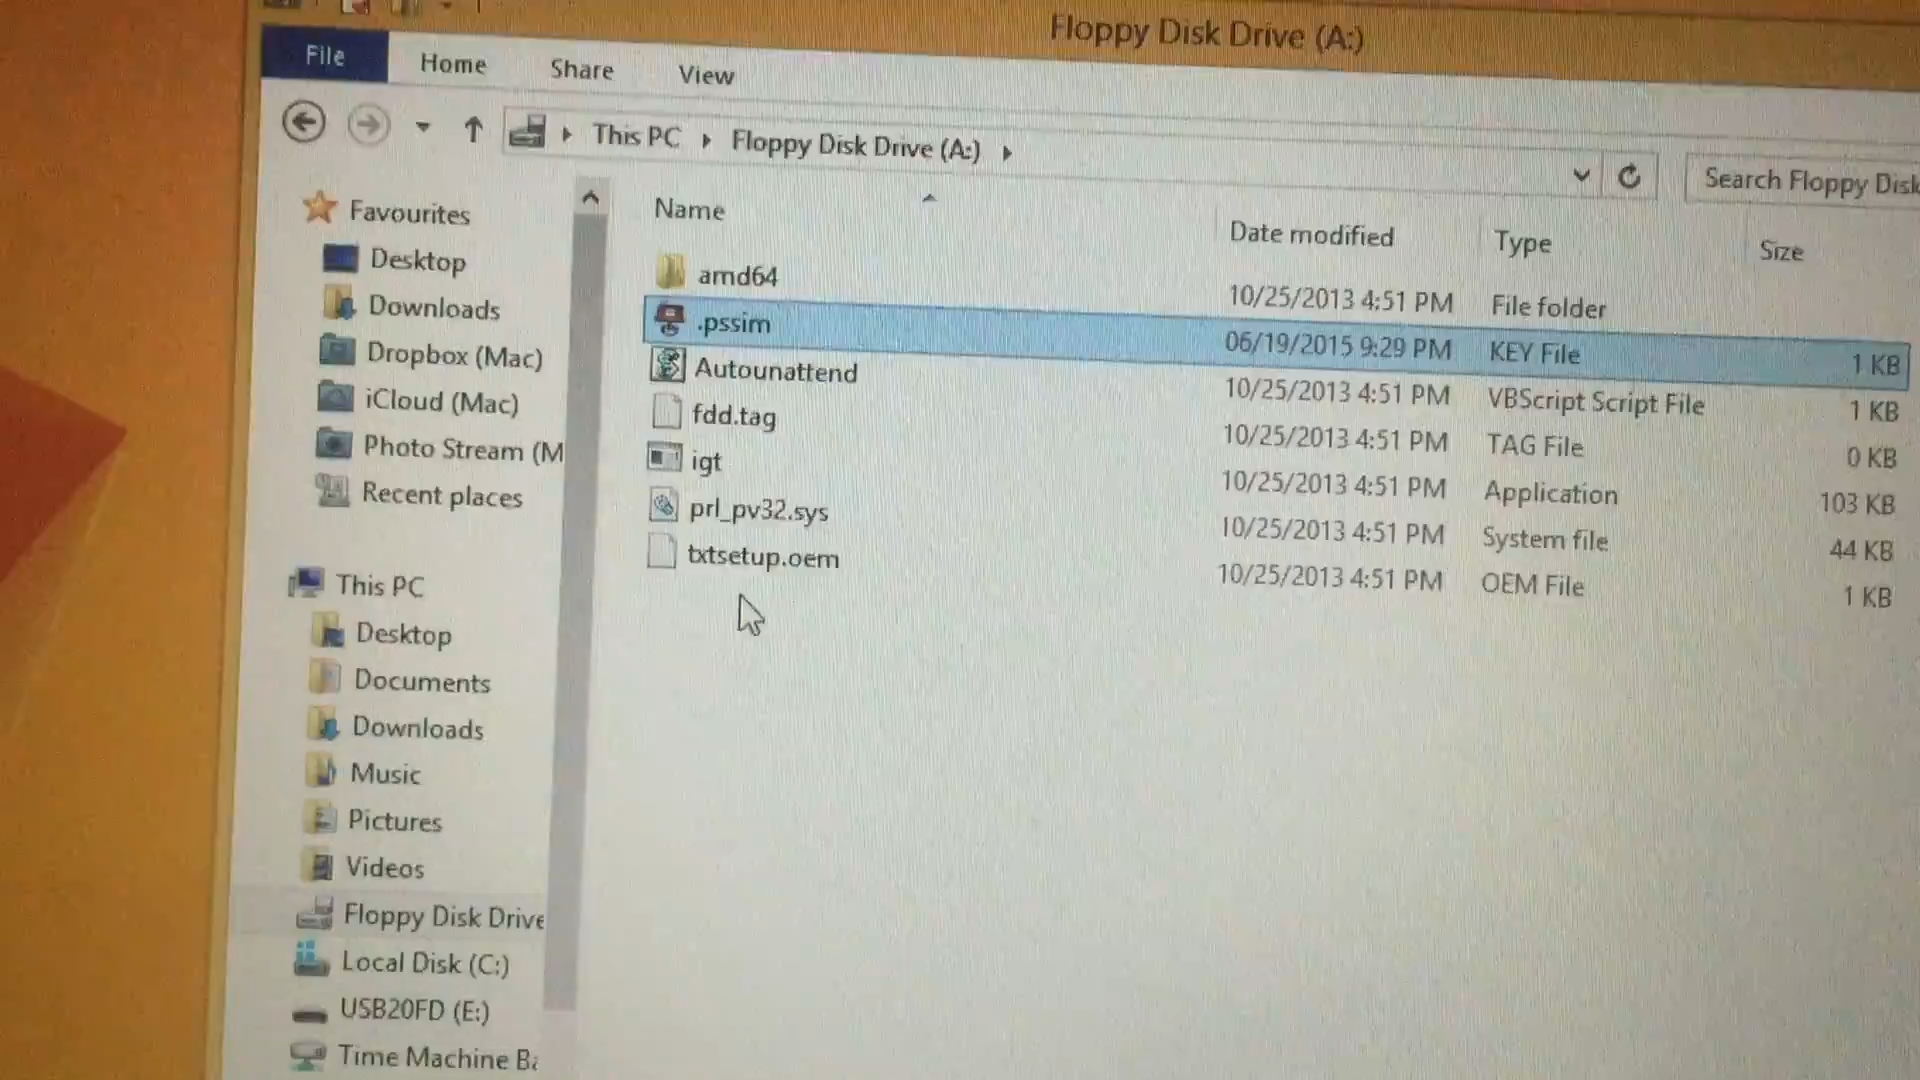 Floppy Disk Drive (A:)
File Home Share View
This PC Floppy Disk Drive (A:)
Search Floppy Disk
Name Date modified Type Size
amd64 10/25/2013 4:51 PM File folder
.pssim 06/19/2015 9:29 PM KEY File 1 KB
Autounattend 10/25/2013 4:51 PM VBScript Script File 1 KB
fdd.tag 10/25/2013 4:51 PM TAG File 0 KB
igt 10/25/2013 4:51 PM Application 103 KB
prl_pv32.sys 10/25/2013 4:51 PM System file 44 KB
txtsetup.oem 10/25/2013 4:51 PM OEM File 1 KB
Favourites
Desktop
Downloads
Dropbox (Mac)
iCloud (Mac)
Photo Stream (M
Recent places
This PC
Desktop
Documents
Downloads
Music
Pictures
Videos
Floppy Disk Drive
Local Disk (C:)
USB20FD (E:)
Time Machine Ba